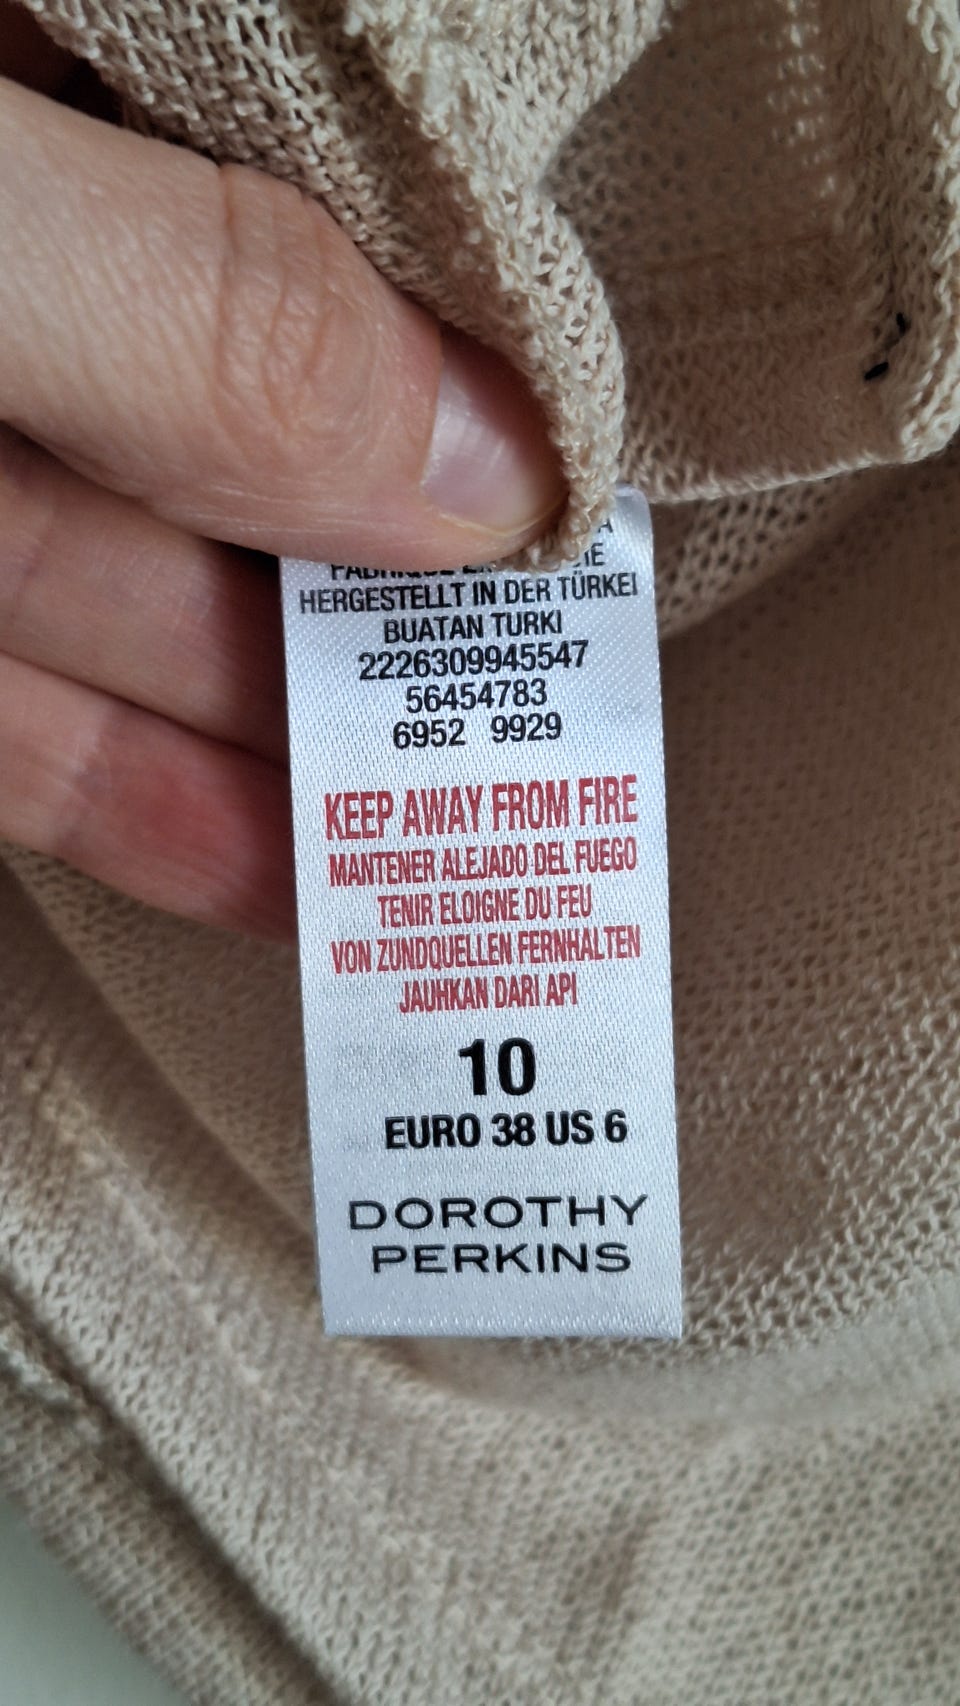 HERGESTELLT IN DER TÜRKEI
BUATAN TURKI
2226309945547
56454783
6952 9929
KEEP AWAY FROM FIRE
MANTENER ALEJADO DEL FUEGO
TENIR ELOIGNE DU FEU
VON ZUNDQUELLEN FERNHALTEN
JAUHKAN DARI API
10
EURO 38 US 6
DOROTHY
PERKINS